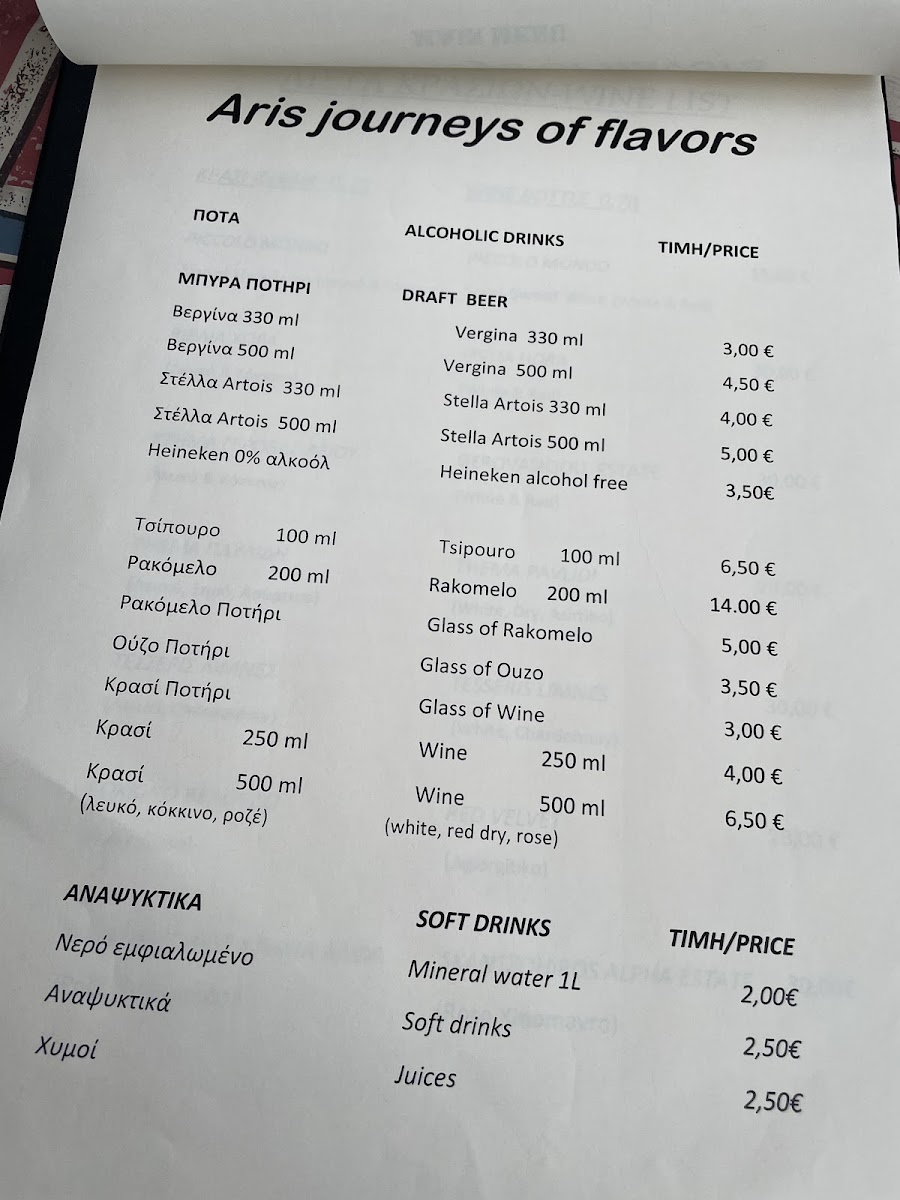 Aris journeys of flavors
ΠΟΤΑ ALCOHOLIC DRINKS ΤΙΜΗ/PRICE
ΜΠΥΡΑ ΠΟΤΗΡΙ DRAFT BEER
Βεργίνα 330 ml Vergina 330 ml 3,00 €
Βεργίνα 500 ml Vergina 500 ml 4,50 €
Στέλλα Artois 330 ml Stella Artois 330 ml 4,00 €
Στέλλα Artois 500 ml Stella Artois 500 ml 5,00 €
Heineken 0% αλκοόλ Heineken alcohol free 3,50€
Τσίπουρο 100 ml Tsipouro 100 ml 6,50 €
Ρακόμελο 200 ml Rakomelo 200 ml 14.00 €
Ρακόμελο Ποτήρι Glass of Rakomelo 5,00 €
Ούζο Ποτήρι Glass of Ouzo 3,50 €
Κρασί Ποτήρι Glass of Wine 3,00 €
Κρασί 250 ml Wine 250 ml 4,00 €
Κρασί 500 ml Wine 500 ml 6,50 €
(λευκό, κόκκινο, ροζέ) (white, red dry, rose)
ΑΝΑΨΥΚΤΙΚΑ SOFT DRINKS ΤΙΜΗ/PRICE
Νερό εμφιαλωμένο Mineral water 1L 2,00€
Αναψυκτικά Soft drinks 2,50€
Χυμοί Juices 2,50€